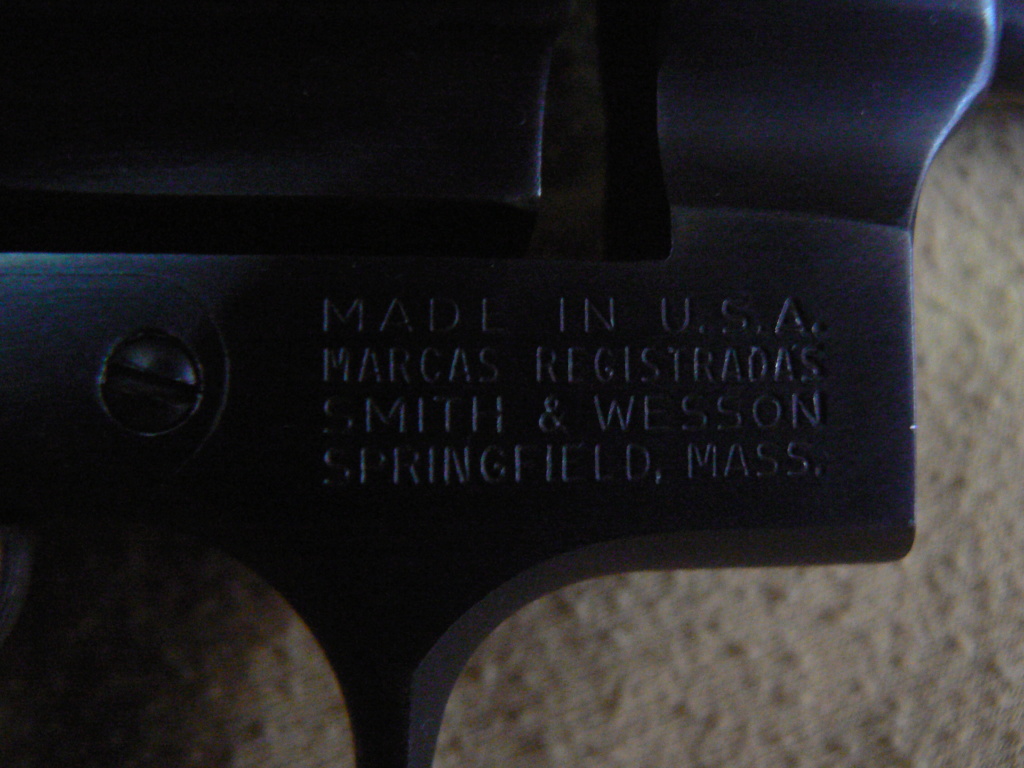 MADE IN U.S.A.
MARCAS REGISTRADAS
SMITH & WESSON
SPRINGFIELD, MASS.